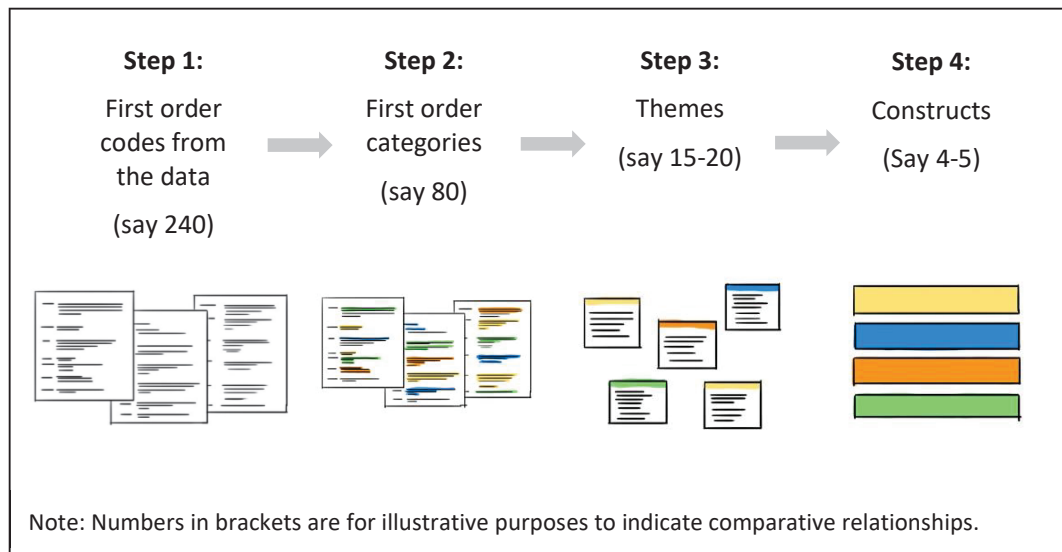 Step 1:
First order
codes from
the data
(say 240)
Step 2:
First order
categories
(say 80)
Step 3:
Themes
(say 15-20)
Step 4:
Constructs
(Say 4-5)
Note: Numbers in brackets are for illustrative purposes to indicate comparative relationships.